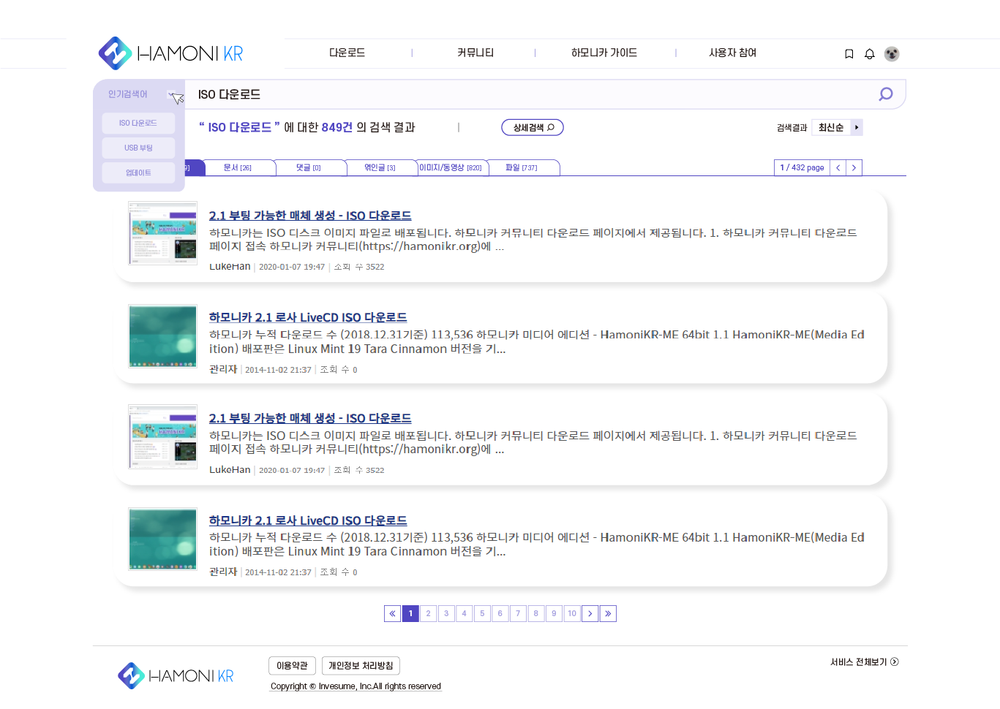 HAMONI KR
다운로드 | 커뮤니티 | 하모니카 가이드 | 사용자 참여
인기검색어
ISO 다운로드
ISO 다운로드
USB 부팅
업데이트
“ ISO 다운로드 ” 에 대한 849건 의 검색 결과 | 상세검색
검색결과 최신순
9] 문서 [26] 댓글 [0] 엮인글 [3] 이미지/동영상 [820] 파일 [737]
1 / 432 page < >
2.1 부팅 가능한 매체 생성 - ISO 다운로드
하모니카는 ISO 디스크 이미지 파일로 배포됩니다. 하모니카 커뮤니티 다운로드 페이지에서 제공됩니다. 1. 하모니카 커뮤니티 다운로드
페이지 접속 하모니카 커뮤니티(https://hamonikr.org)에 ...
LukeHan | 2020-01-07 19:47 | 조회 수 3522
하모니카 2.1 로사 LiveCD ISO 다운로드
하모니카 누적 다운로드 수 (2018.12.31기준) 113,536 하모니카 미디어 에디션 - HamoniKR-ME 64bit 1.1 HamoniKR-ME(Media Ed
ition) 배포판은 Linux Mint 19 Tara Cinnamon 버전을 기...
관리자 | 2014-11-02 21:37 | 조회 수 0
2.1 부팅 가능한 매체 생성 - ISO 다운로드
하모니카는 ISO 디스크 이미지 파일로 배포됩니다. 하모니카 커뮤니티 다운로드 페이지에서 제공됩니다. 1. 하모니카 커뮤니티 다운로드
페이지 접속 하모니카 커뮤니티(https://hamonikr.org)에 ...
LukeHan | 2020-01-07 19:47 | 조회 수 3522
하모니카 2.1 로사 LiveCD ISO 다운로드
하모니카 누적 다운로드 수 (2018.12.31기준) 113,536 하모니카 미디어 에디션 - HamoniKR-ME 64bit 1.1 HamoniKR-ME(Media Ed
ition) 배포판은 Linux Mint 19 Tara Cinnamon 버전을 기...
관리자 | 2014-11-02 21:37 | 조회 수 0
« 1 2 3 4 5 6 7 8 9 10 > »
HAMONI KR
이용약관 개인정보 처리방침
서비스 전체보기
Copyright © Invesume, Inc.All rights reserved